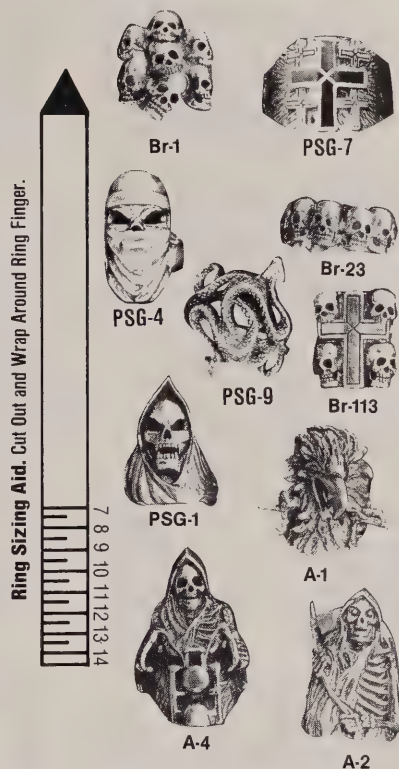 Ring Sizing Aid. Cut Out and Wrap Around Ring Finger.
7 8 9 10 11 12 13 14
Br-1
PSG-7
PSG-4
Br-23
PSG-9
Br-113
PSG-1
A-1
A-4
A-2